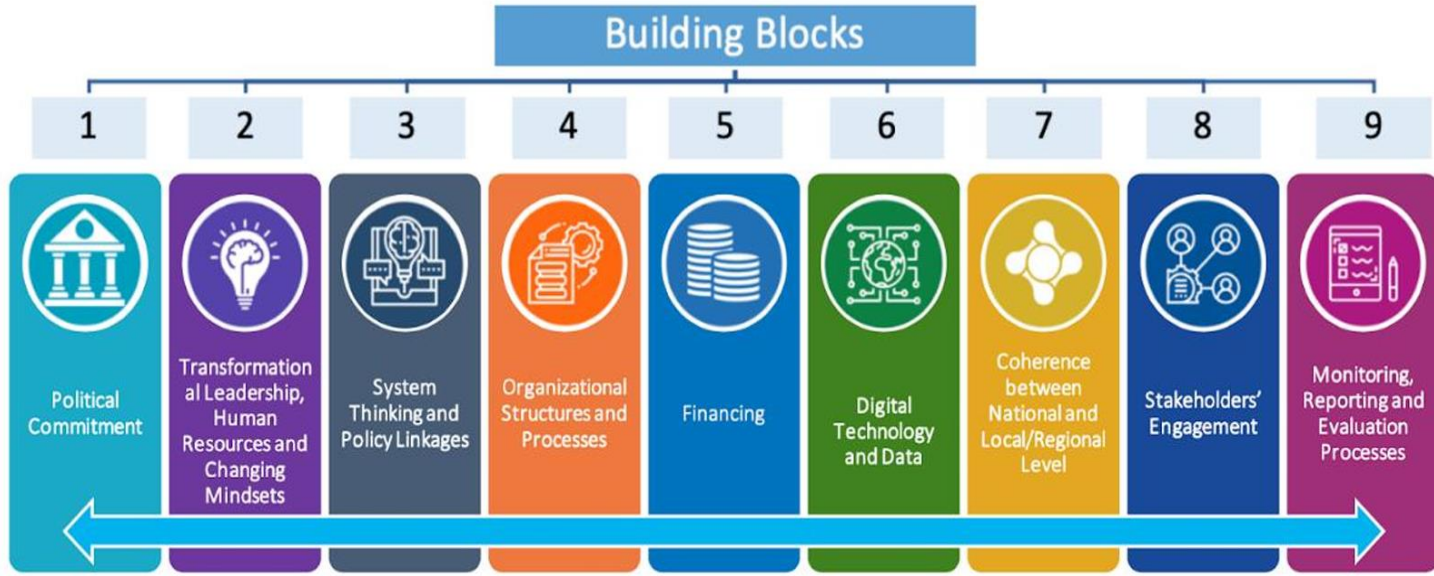 Building Blocks
1
2
3
4
5
6
7
8
9
Political
Commitment
Transformation
al Leadership,
Human
Resources and
Changing
Mindsets
System
Thinking and
Policy Linkages
Organizational
Structures and
Processes
Financing
Digital
Technology
and Data
Coherence
between
National and
Local/Regional
Level
Stakeholders’
Engagement
Monitoring,
Reporting and
Evaluation
Processes